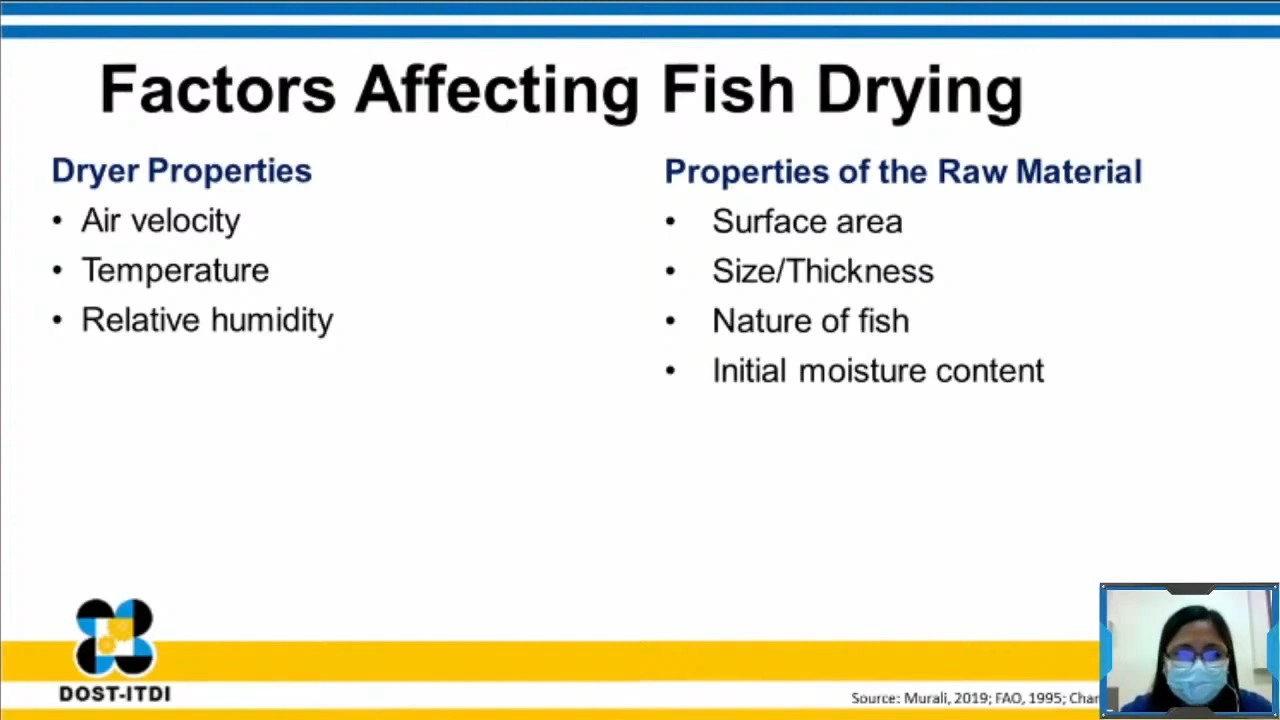 Factors Affecting Fish Drying
Dryer Properties
• Air velocity
• Temperature
• Relative humidity
Properties of the Raw Material
• Surface area
• Size/Thickness
• Nature of fish
• Initial moisture content
DOST-ITDI
Source: Murali, 2019; FAO, 1995;